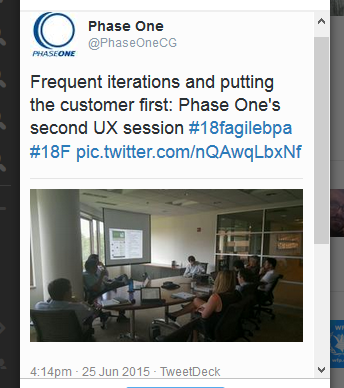 PHASEONE
Phase One
@PhaseOneCG
Frequent iterations and putting
the customer first: Phase One's
second UX session #18fagilebpa
#18F pic.twitter.com/nQAwqLbxNf
4:14pm · 25 Jun 2015 · TweetDeck